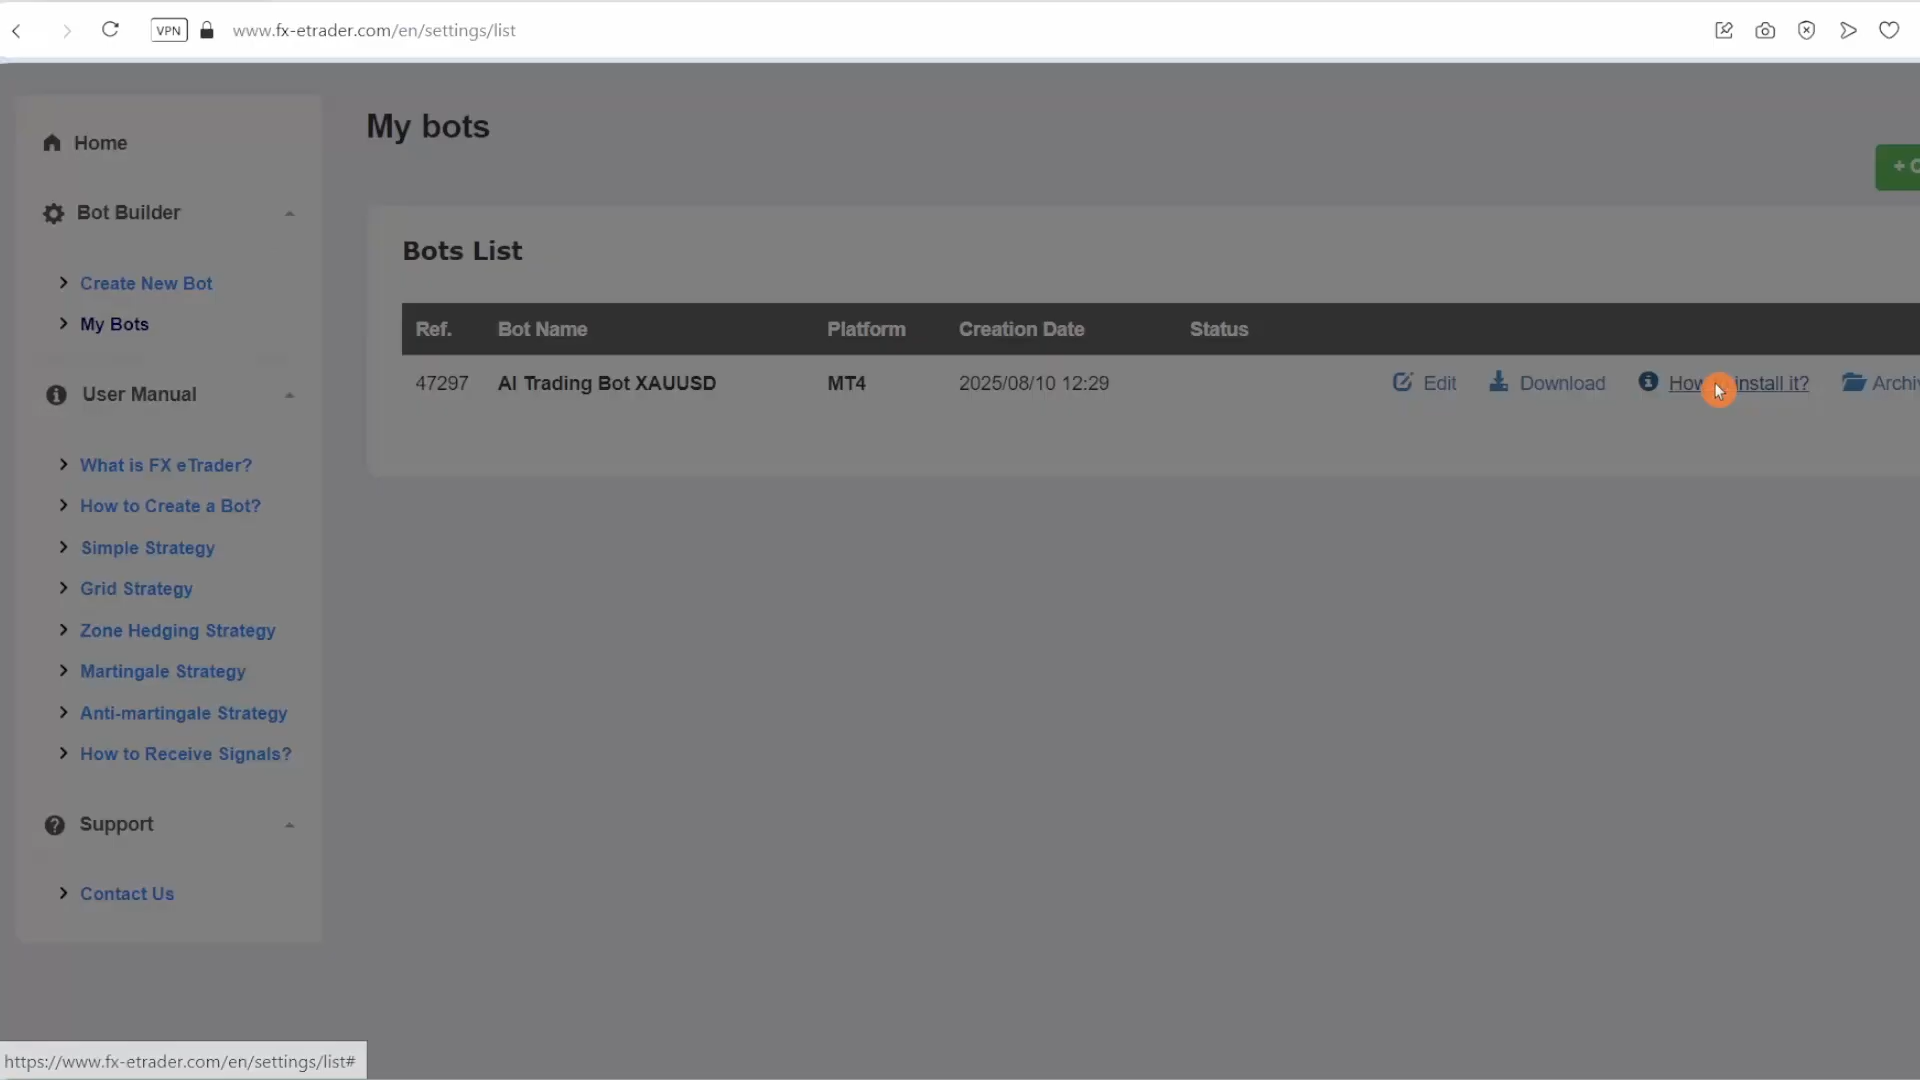 VPN www.fx-etrader.com/en/settings/list
Home
Bot Builder
Create New Bot
My Bots
User Manual
What is FX eTrader?
How to Create a Bot?
Simple Strategy
Grid Strategy
Zone Hedging Strategy
Martingale Strategy
Anti-martingale Strategy
How to Receive Signals?
Support
Contact Us
My bots
+
Bots List
Ref. Bot Name Platform Creation Date Status
47297 AI Trading Bot XAUUSD MT4 2025/08/10 12:29 Edit Download How install it? Archi
https://www.fx-etrader.com/en/settings/list#